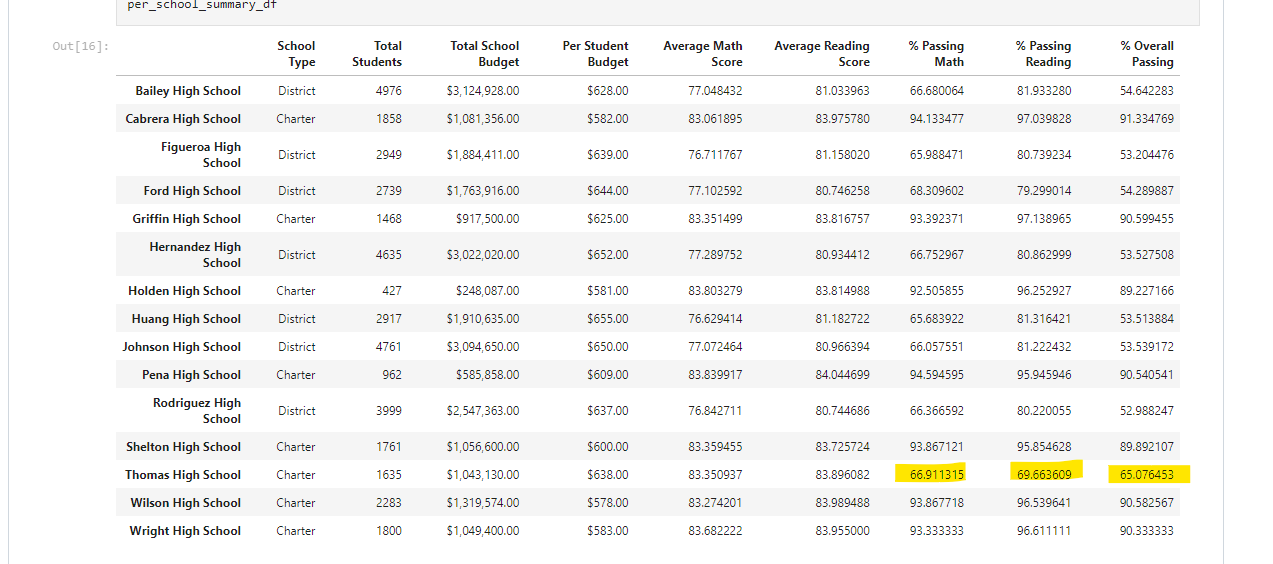 per_school_summary_df
Out[16]:
School Type Total Students Total School Budget Per Student Budget Average Math Score Average Reading Score % Passing Math % Passing Reading % Overall Passing
Bailey High School District 4976 $3,124,928.00 $628.00 77.048432 81.033963 66.680064 81.933280 54.642283
Cabrera High School Charter 1858 $1,081,356.00 $582.00 83.061895 83.975780 94.133477 97.039828 91.334769
Figueroa High School District 2949 $1,884,411.00 $639.00 76.711767 81.158020 65.988471 80.739234 53.204476
Ford High School District 2739 $1,763,916.00 $644.00 77.102592 80.746258 68.309602 79.299014 54.289887
Griffin High School Charter 1468 $917,500.00 $625.00 83.351499 83.816757 93.392371 97.138965 90.599455
Hernandez High School District 4635 $3,022,020.00 $652.00 77.289752 80.934412 66.752967 80.862999 53.527508
Holden High School Charter 427 $248,087.00 $581.00 83.803279 83.814988 92.505855 96.252927 89.227166
Huang High School District 2917 $1,910,635.00 $655.00 76.629414 81.182722 65.683922 81.316421 53.513884
Johnson High School District 4761 $3,094,650.00 $650.00 77.072464 80.966394 66.057551 81.222432 53.539172
Pena High School Charter 962 $585,858.00 $609.00 83.839917 84.044699 94.594595 95.945946 90.540541
Rodriguez High School District 3999 $2,547,363.00 $637.00 76.842711 80.744686 66.366592 80.220055 52.988247
Shelton High School Charter 1761 $1,056,600.00 $600.00 83.359455 83.725724 93.867121 95.854628 89.892107
Thomas High School Charter 1635 $1,043,130.00 $638.00 83.350937 83.896082 66.911315 69.663609 65.076453
Wilson High School Charter 2283 $1,319,574.00 $578.00 83.274201 83.989488 93.867718 96.539641 90.582567
Wright High School Charter 1800 $1,049,400.00 $583.00 83.682222 83.955000 93.333333 96.611111 90.333333